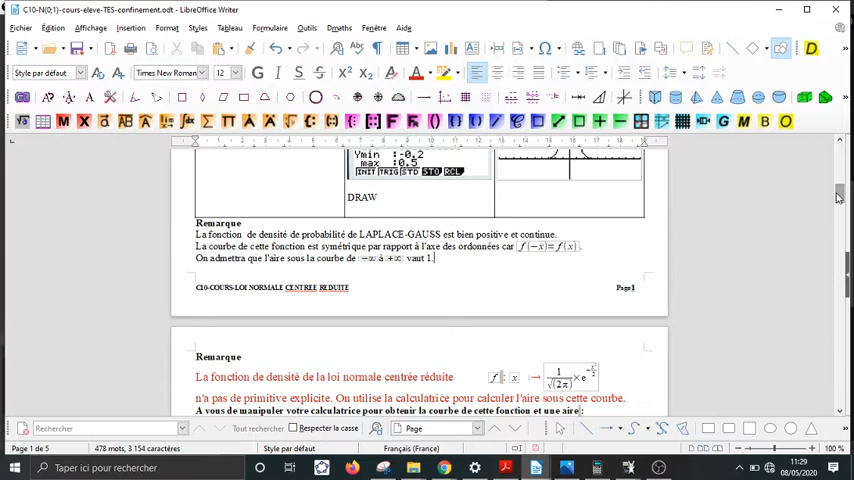 C10-N(0;1)-cours-eleve-TES-confinement.odt - LibreOffice Writer
Fichier Édition Affichage Insertion Format Styles Tableau Formulaire Outils Dmaths Fenêtre Aide
Style par défaut Times New Roman 12
Ymin :-0.2
max :0.5
INIT TRIG STD STO RCL
DRAW
Remarque
La fonction de densité de probabilité de LAPLACE-GAUSS est bien positive et continue.
La courbe de cette fonction est symétrique par rapport à l'axe des ordonnées car f(−x)=f(x).
On admettra que l'aire sous la courbe de −∞ à +∞ vaut 1.
C10-COURS-LOI NORMALE CENTREE REDUITE Page1
Remarque
La fonction de densité de la loi normale centrée réduite f : x → 1/√(2π) × e^(−x²/2)
n'a pas de primitive explicite. On utilise la calculatrice pour calculer l'aire sous cette courbe.
A vous de manipuler votre calculatrice pour obtenir la courbe de cette fonction et une aire :
Rechercher Respecter la casse Page
Page 1 de 5 478 mots, 3 154 caractères Style par défaut Français (France) 100 %
Taper ici pour rechercher 11:29
08/05/2020